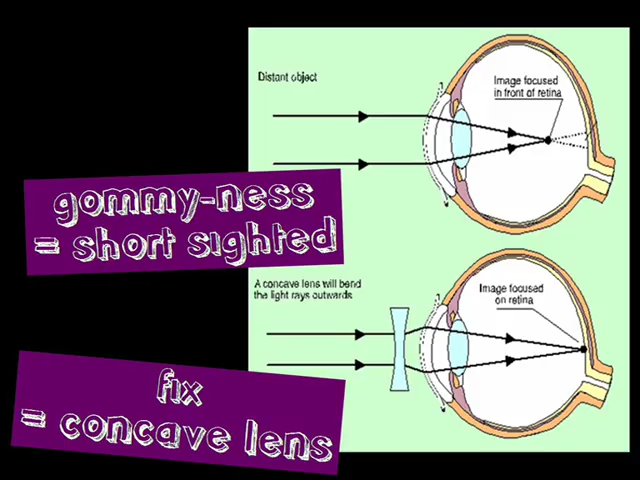 Distant object
Image focused
in front of retina
gommy-ness
= short sighted
A concave lens will bend
the light rays outwards
Image focused
on retina
fix
= concave lens